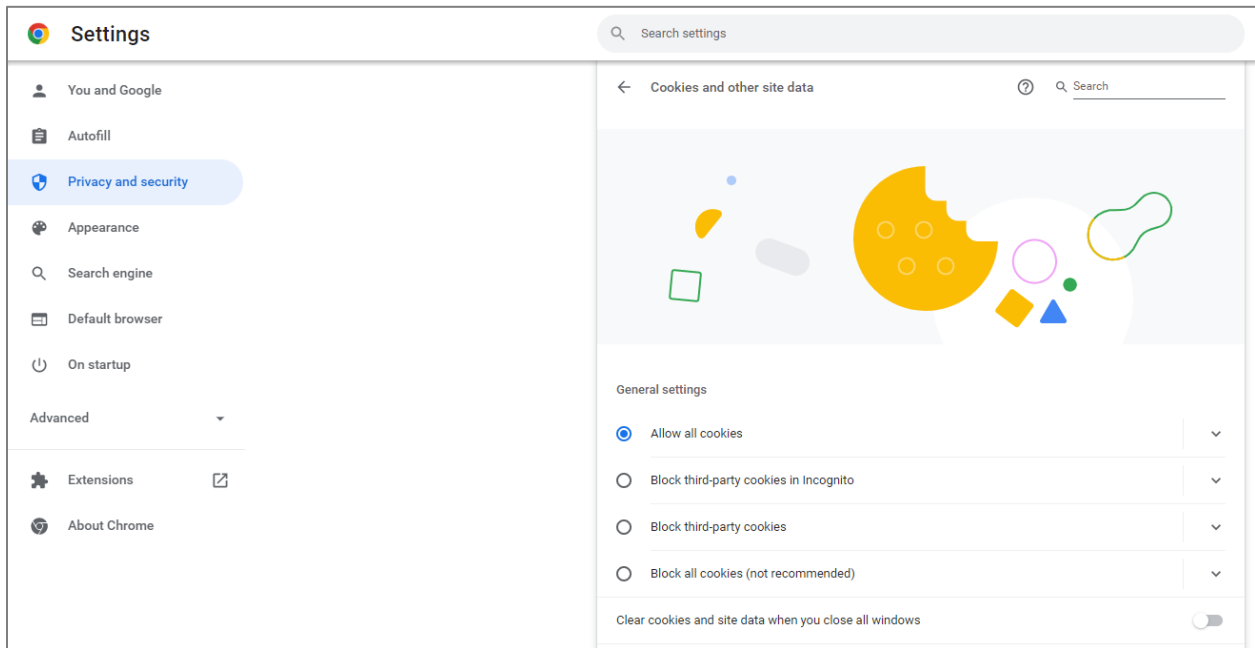 Settings
Search settings
You and Google
Autofill
Privacy and security
Appearance
Search engine
Default browser
On startup
Advanced
Extensions
About Chrome
Cookies and other site data
Search
General settings
Allow all cookies
Block third-party cookies in Incognito
Block third-party cookies
Block all cookies (not recommended)
Clear cookies and site data when you close all windows